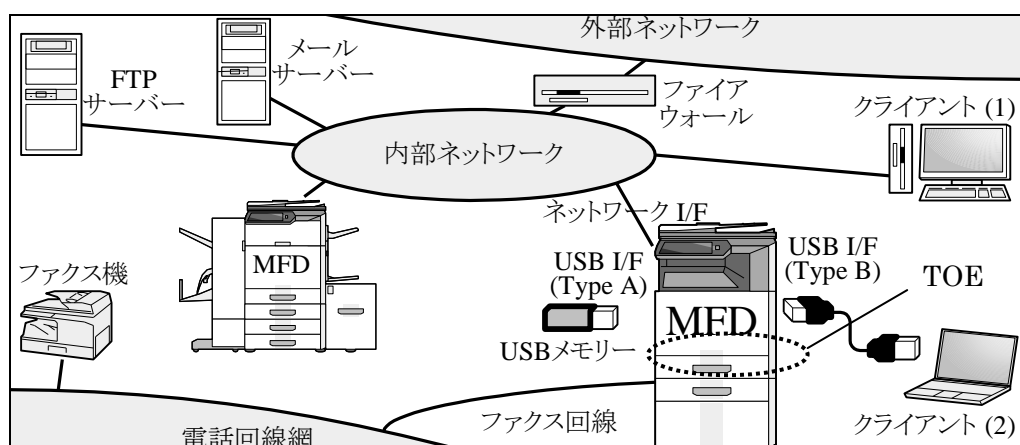 外部ネットワーク
FTP
サーバー
メール
サーバー
ファイア
ウォール
クライアント (1)
内部ネットワーク
ネットワーク I/F
MFD
ファクス機
USB I/F
(Type A)
USB I/F
(Type B)
TOE
MFD
USBメモリー
ファクス回線
クライアント (2)
電話回線網